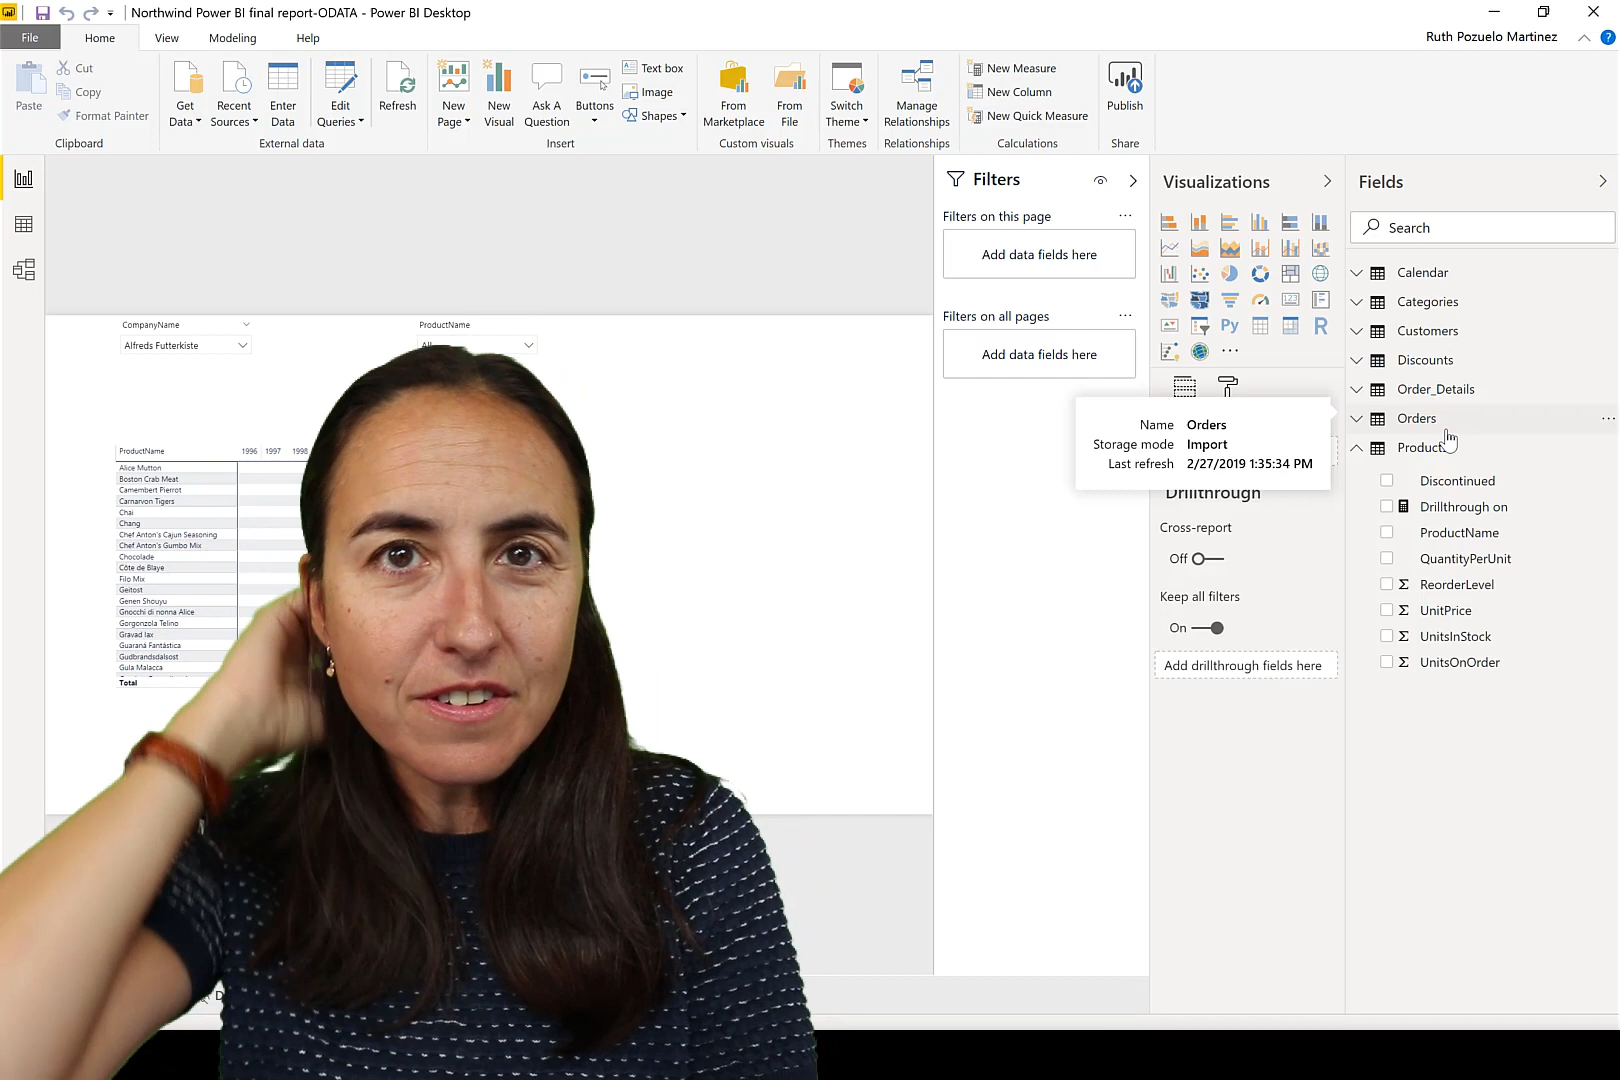 Northwind Power BI final report-ODATA - Power BI Desktop
File
Home
View
Modeling
Help
Ruth Pozuelo Martinez
Paste
Cut
Copy
Format Painter
Clipboard
Get Data
Recent Sources
Enter Data
Edit Queries
Refresh
External data
New Page
New Visual
Ask A Question
Buttons
Text box
Image
Shapes
Insert
From Marketplace
From File
Custom visuals
Switch Theme
Themes
Manage Relationships
Relationships
New Measure
New Column
New Quick Measure
Calculations
Publish
Share
CompanyName
Alfreds Futterkiste
ProductName
ProductName 1996 1997 1998
Alice Mutton
Boston Crab Meat
Camembert Pierrot
Carnarvon Tigers
Chai
Chang
Chef Anton's Cajun Seasoning
Chef Anton's Gumbo Mix
Chocolade
Côte de Blaye
Filo Mix
Geitost
Genen Shouyu
Gnocchi di nonna Alice
Gorgonzola Telino
Gravad lax
Guaraná Fantástica
Gudbrandsdalsost
Gula Malacca
Total
Filters
Filters on this page
Add data fields here
Filters on all pages
Add data fields here
Visualizations
123
Py
R
Name Orders
Storage mode Import
Last refresh 2/27/2019 1:35:34 PM
Drillthrough
Cross-report
Off
Keep all filters
On
Add drillthrough fields here
Fields
Search
Calendar
Categories
Customers
Discounts
Order_Details
Orders
Product
Discontinued
Drillthrough on
ProductName
QuantityPerUnit
ReorderLevel
UnitPrice
UnitsInStock
UnitsOnOrder